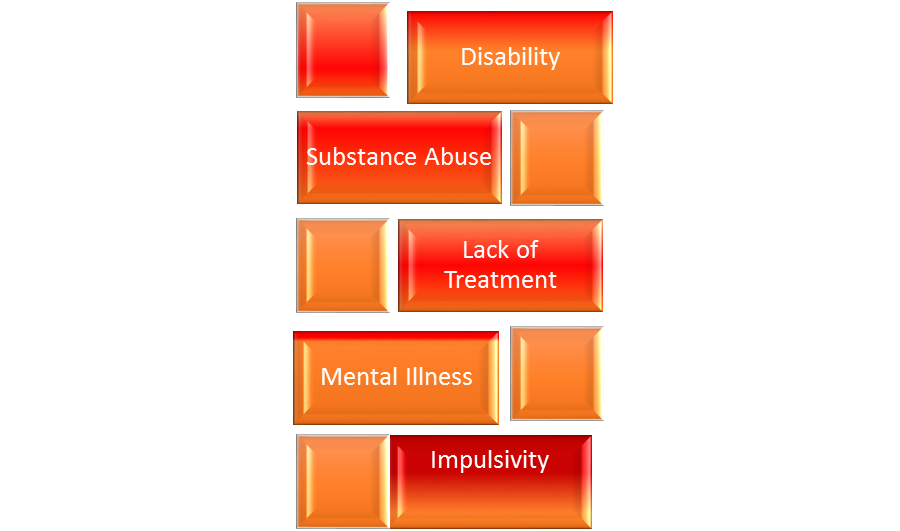 Disability
Substance Abuse
Lack of
Treatment
Mental Illness
Impulsivity